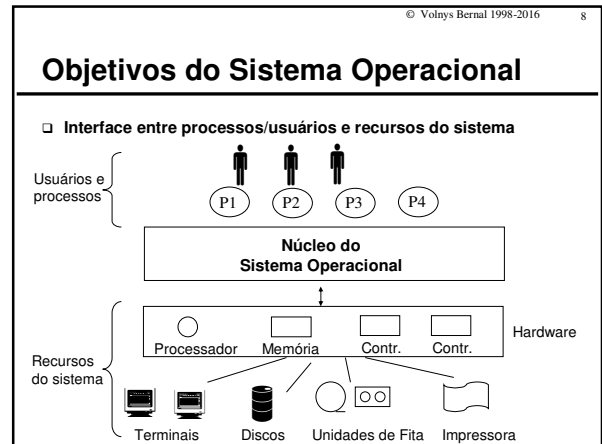 © Volnys Bernal 1998-2016 8
Objetivos do Sistema Operacional
Interface entre processos/usuários e recursos do sistema
Usuários e
processos
P1 P2 P3 P4
Núcleo do
Sistema Operacional
Processador Memória Contr. Contr.
Hardware
Recursos
do sistema
Terminais Discos Unidades de Fita Impressora